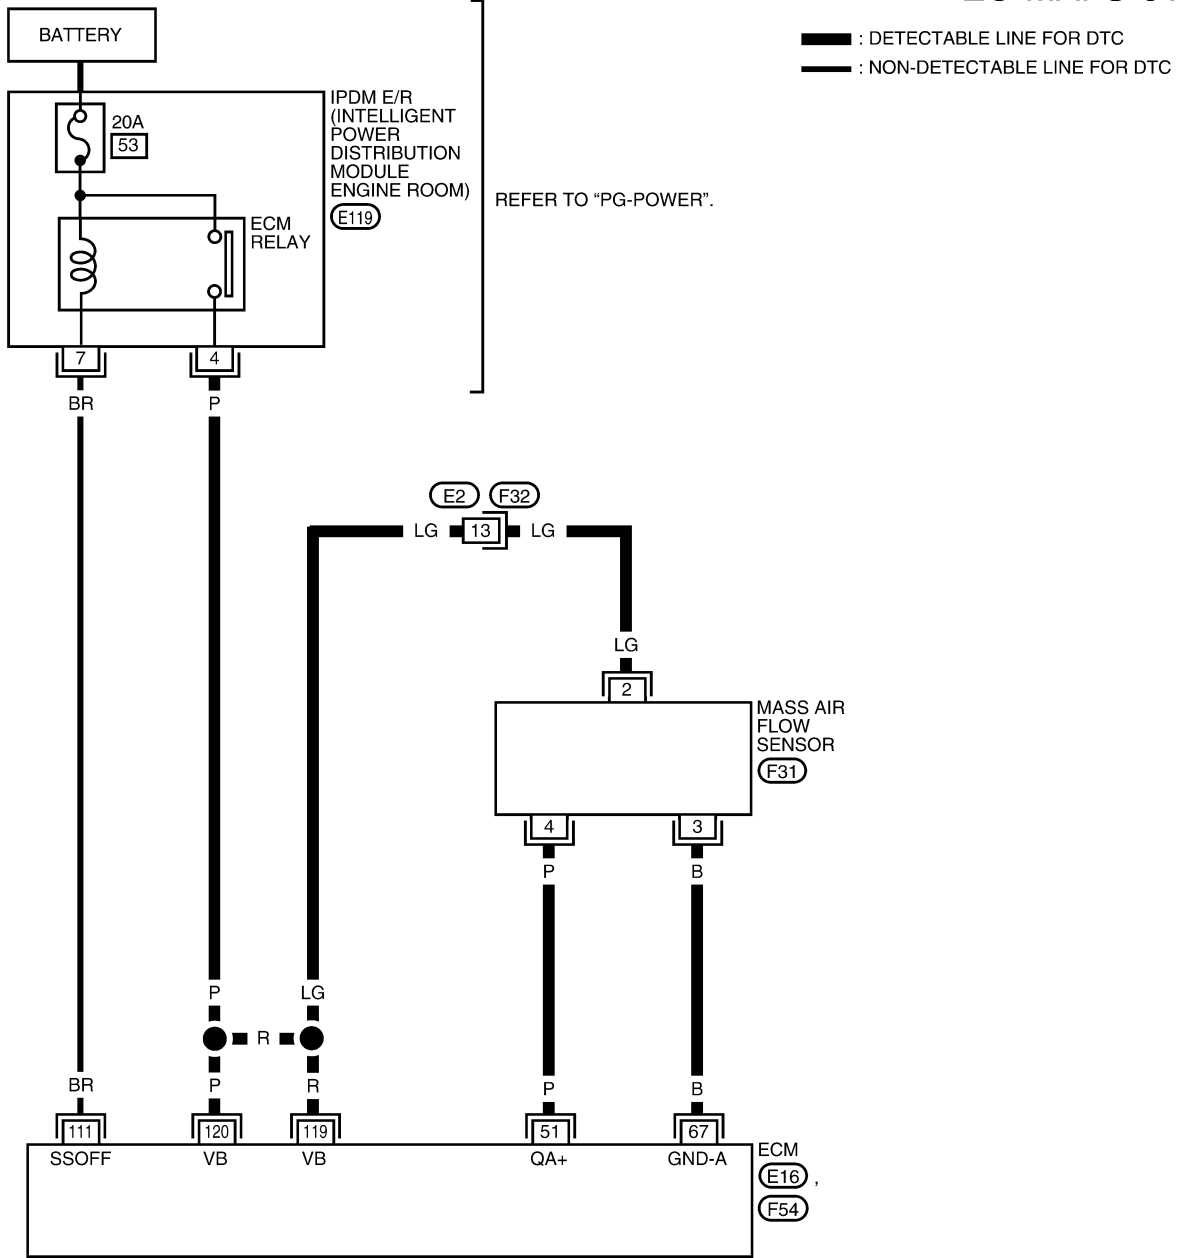 BATTERY
: DETECTABLE LINE FOR DTC
: NON-DETECTABLE LINE FOR DTC
20A
53
IPDM E/R
(INTELLIGENT
POWER
DISTRIBUTION
MODULE
ENGINE ROOM)
E119
REFER TO “PG-POWER”.
ECM
RELAY
7
4
BR
P
E2
F32
LG
13
LG
LG
2
MASS AIR
FLOW
SENSOR
F31
4
3
P
B
P
LG
R
BR
P
R
P
B
111
120
119
51
67
SSOFF
VB
VB
QA+
GND-A
ECM
E16 ,
F54